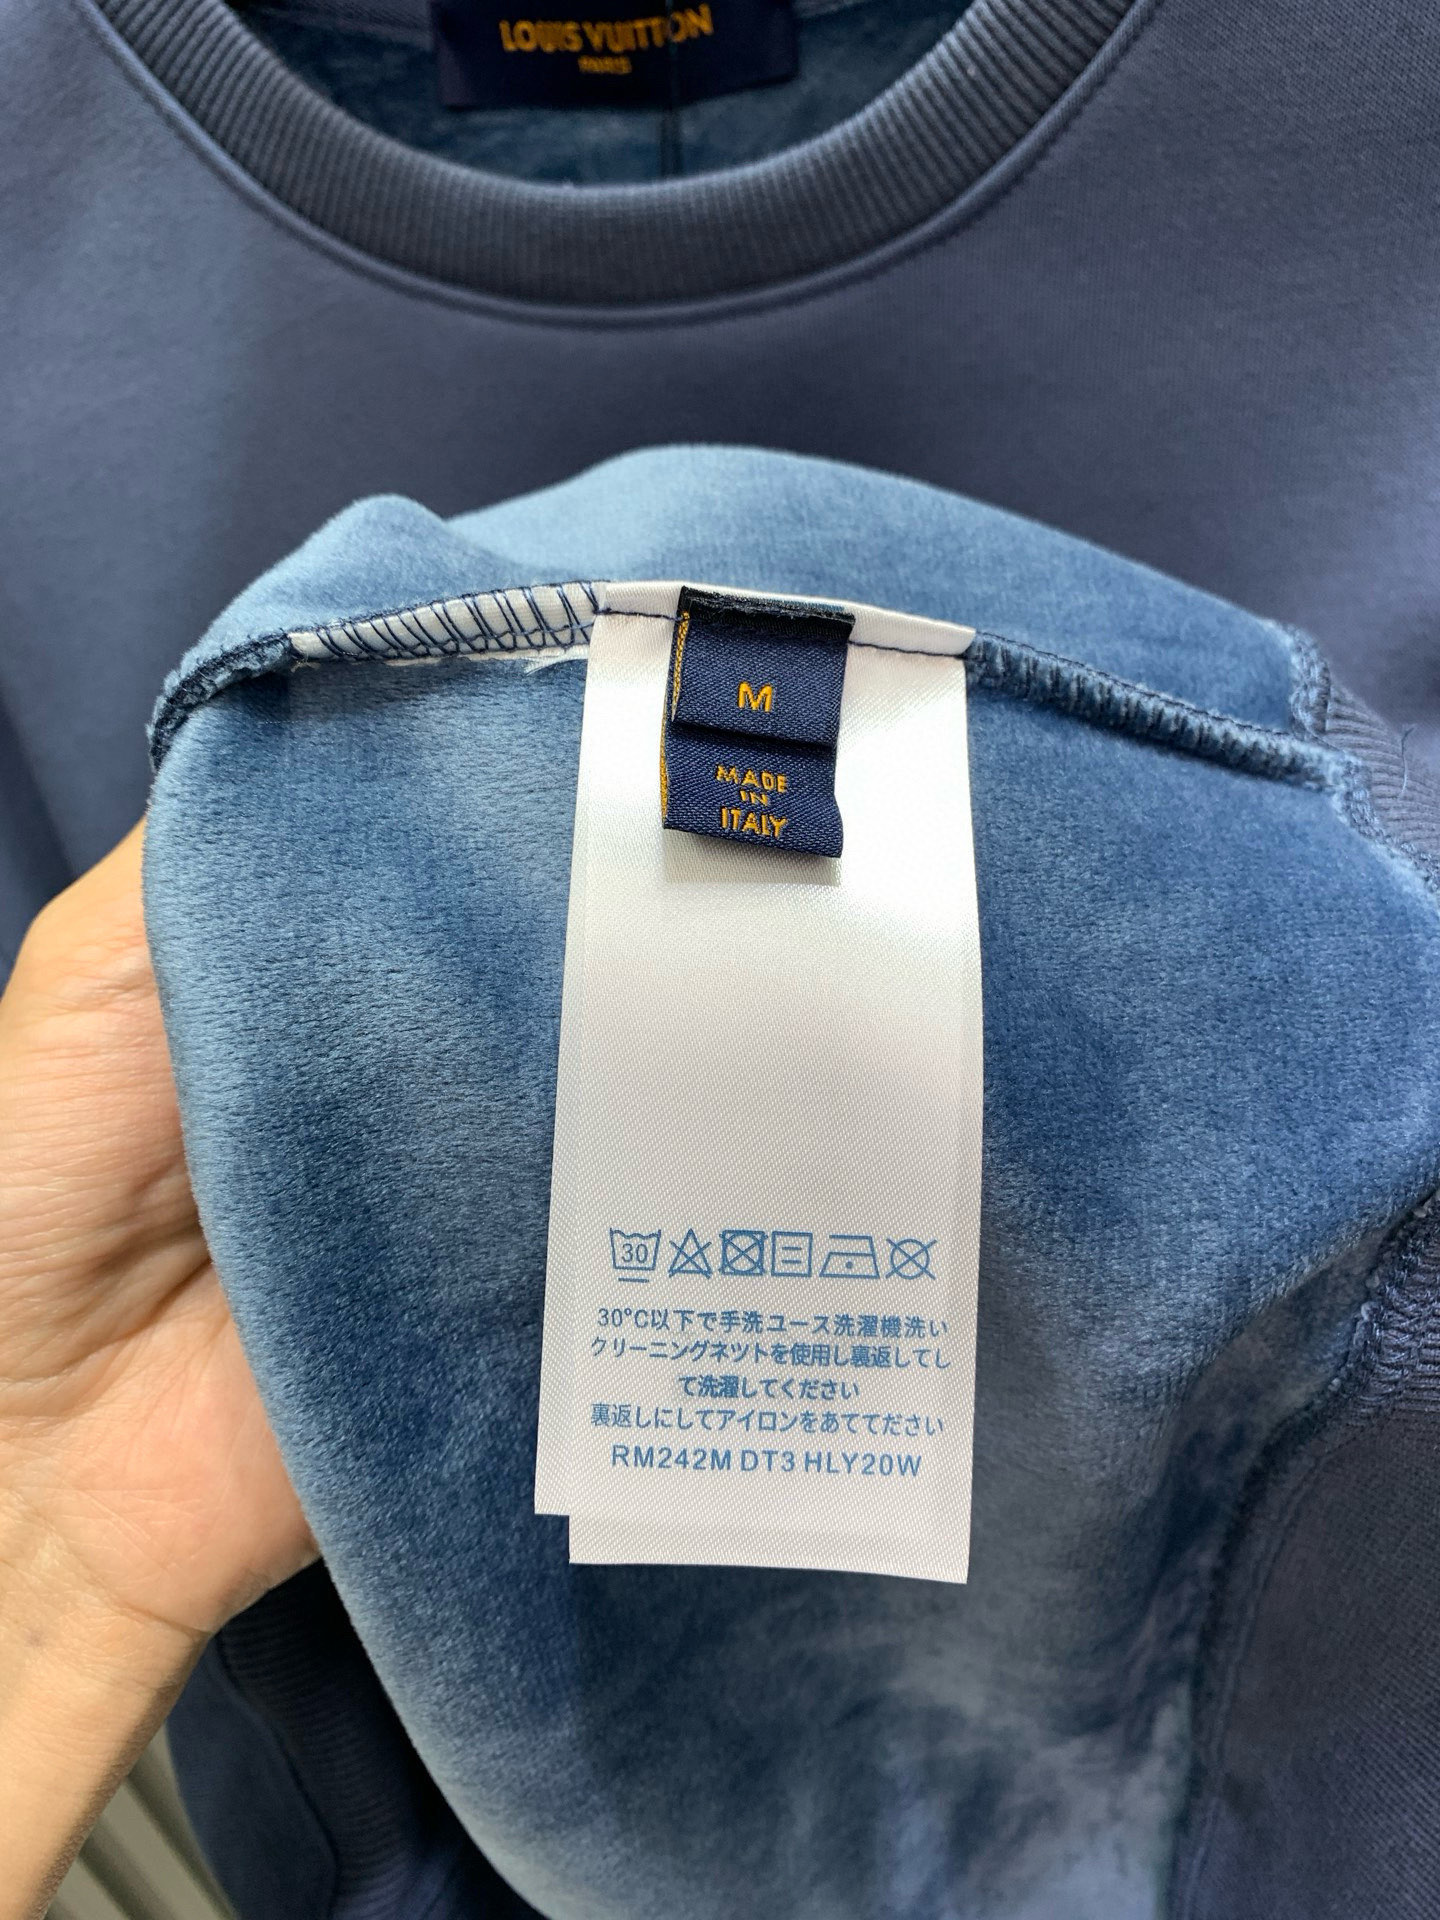 LOUIS VUITTON
PARIS
M
MADE
IN
ITALY
30
30°C以下で手洗ユース洗濯機洗い
クリーニングネットを使用し裏返してし
て洗濯してください
裏返しにしてアイロンをあててださい
RM242M DT3 HLY20W